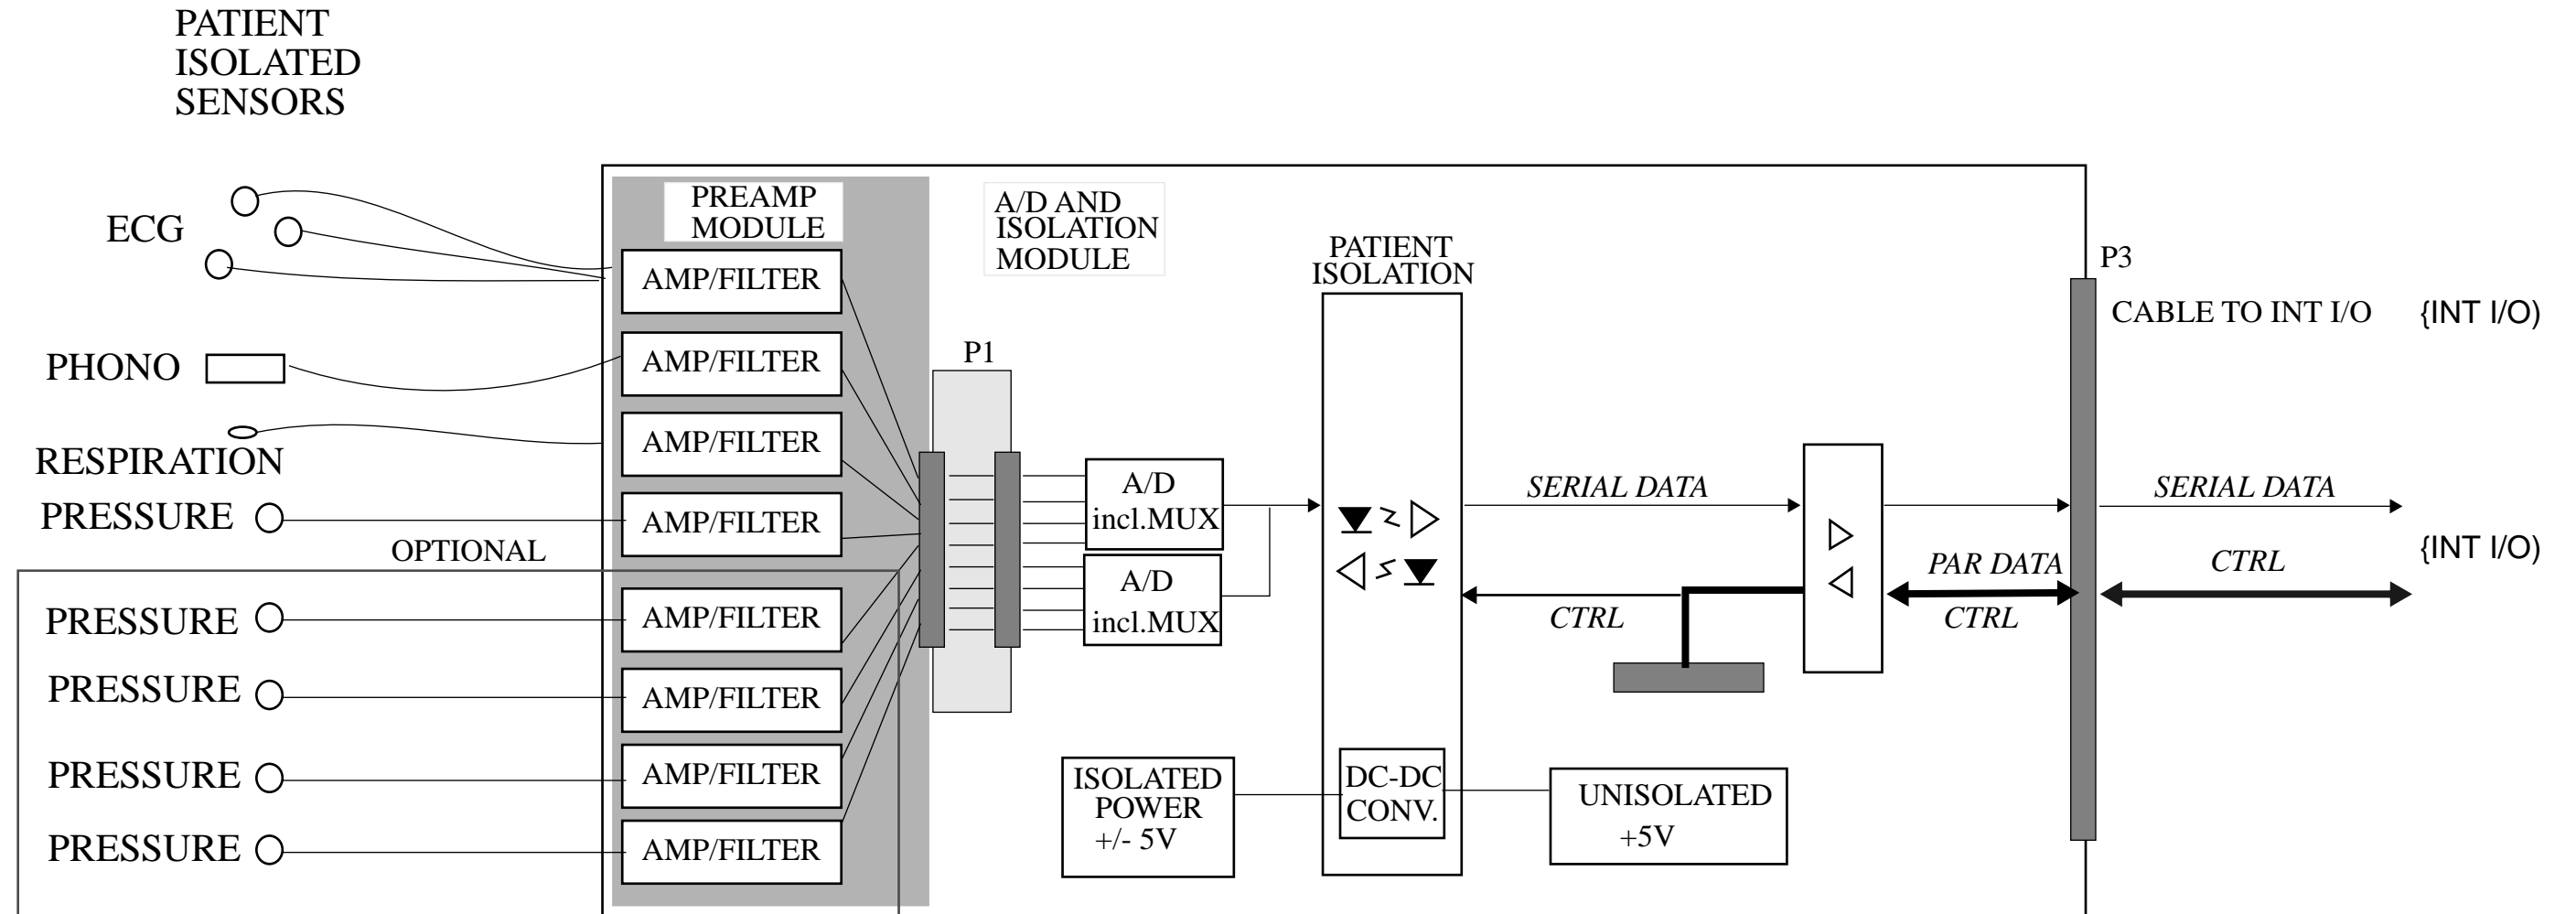 PATIENT
ISOLATED
SENSORS
ECG
PHONO
RESPIRATION
PRESSURE
OPTIONAL
PRESSURE
PRESSURE
PRESSURE
PRESSURE
PREAMP
MODULE
AMP/FILTER
AMP/FILTER
AMP/FILTER
AMP/FILTER
AMP/FILTER
AMP/FILTER
AMP/FILTER
AMP/FILTER
A/D AND
ISOLATION
MODULE
P1
A/D
incl.MUX
A/D
incl.MUX
PATIENT
ISOLATION
SERIAL DATA
CTRL
PAR DATA
CTRL
ISOLATED
POWER
+/- 5V
DC-DC
CONV.
UNISOLATED
+5V
P3
CABLE TO INT I/O
{INT I/O)
SERIAL DATA
{INT I/O)
CTRL